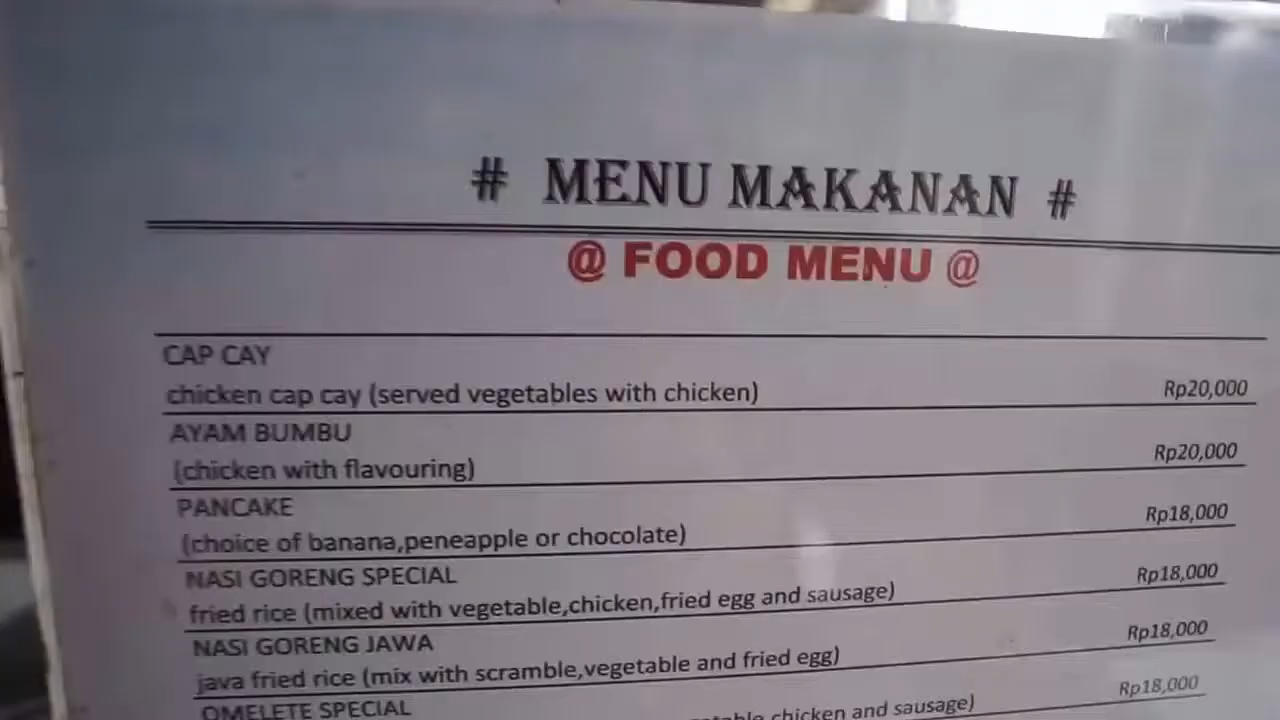 # MENU MAKANAN #
@ FOOD MENU @
CAP CAY
chicken cap cay (served vegetables with chicken) Rp20,000
AYAM BUMBU
(chicken with flavouring) Rp20,000
PANCAKE
(choice of banana,peneapple or chocolate) Rp18,000
NASI GORENG SPECIAL
fried rice (mixed with vegetable,chicken,fried egg and sausage) Rp18,000
NASI GORENG JAWA
java fried rice (mix with scramble,vegetable and fried egg) Rp18,000
OMELETE SPECIAL
chicken and sausage) Rp18,000